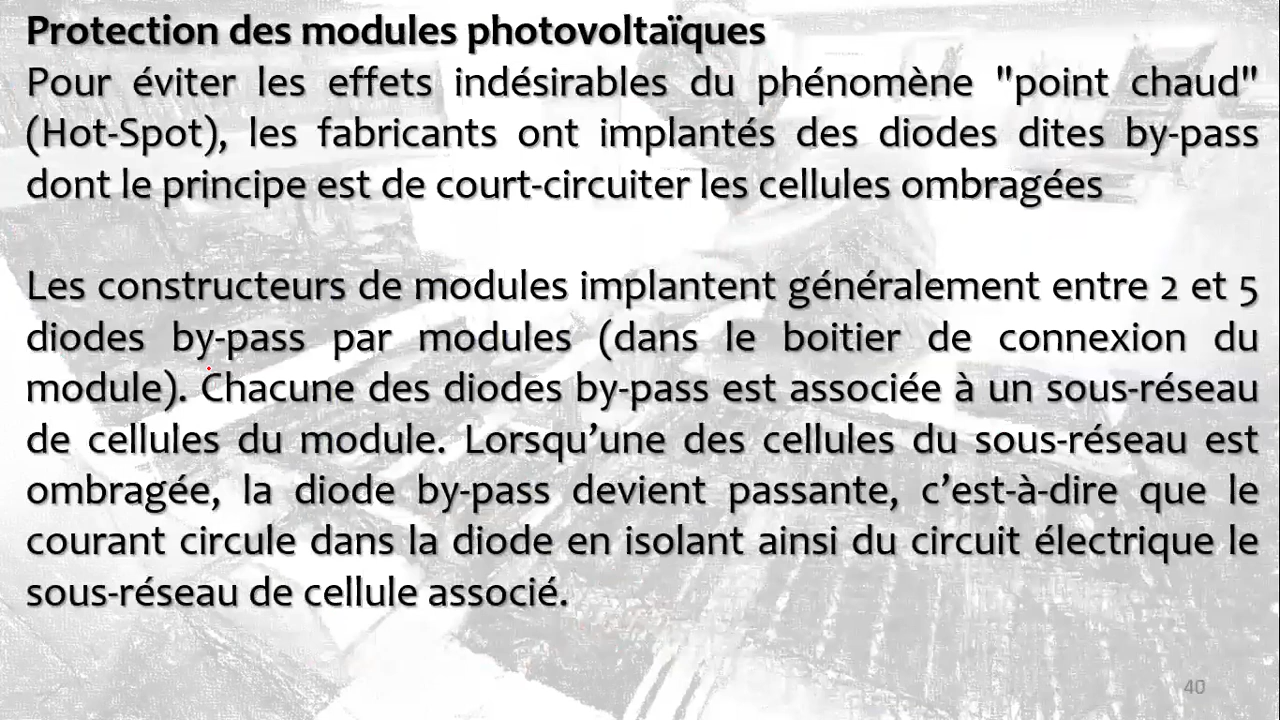 Protection des modules photovoltaïques
Pour éviter les effets indésirables du phénomène "point chaud"
(Hot-Spot), les fabricants ont implantés des diodes dites by-pass
dont le principe est de court-circuiter les cellules ombragées
Les constructeurs de modules implantent généralement entre 2 et 5
diodes by-pass par modules (dans le boitier de connexion du
module). Chacune des diodes by-pass est associée à un sous-réseau
de cellules du module. Lorsqu’une des cellules du sous-réseau est
ombragée, la diode by-pass devient passante, c’est-à-dire que le
courant circule dans la diode en isolant ainsi du circuit électrique le
sous-réseau de cellule associé.
40